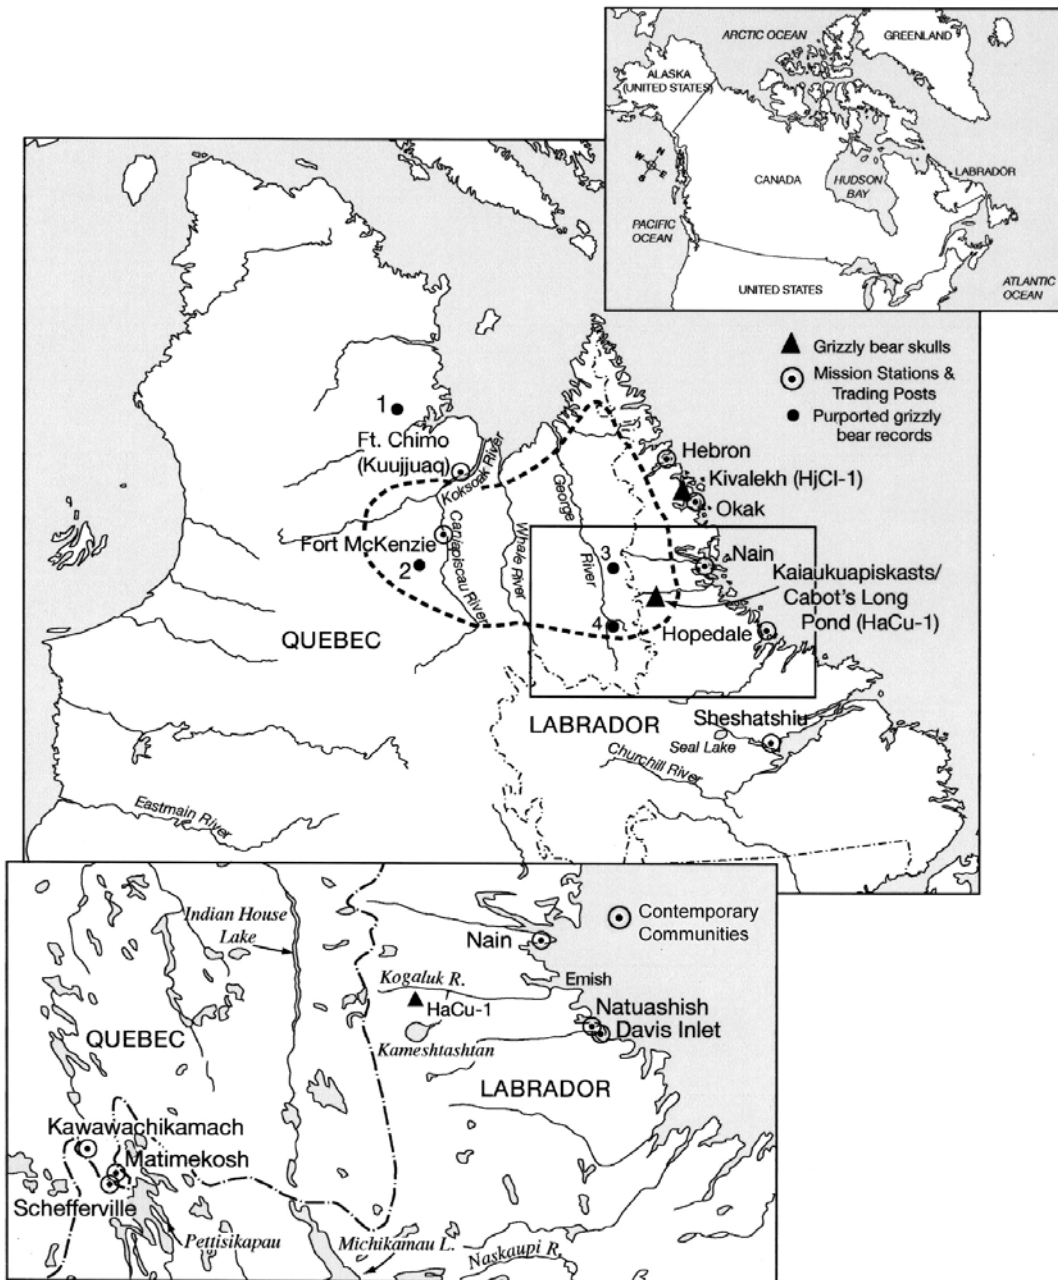 ARCTIC OCEAN
GREENLAND
ALASKA
(UNITED STATES)
N
W
E
S
CANADA
HUDSON
BAY
LABRADOR
PACIFIC
OCEAN
UNITED STATES
ATLANTIC
OCEAN
Grizzly bear skulls
Mission Stations &
Trading Posts
Purported grizzly
bear records
1
Ft. Chimo
(Kuujjuaq)
Koksoak River
Hebron
Kivalekh (HjCl-1)
Okak
George
River
Whale River
Caniapiscau River
Fort McKenzie
2
3
Nain
Kaiaukuapiskasts/
Cabot's Long
Pond (HaCu-1)
4
Hopedale
QUEBEC
LABRADOR
Sheshatshiu
Seal Lake
Churchill River
Eastmain River
Indian House
Lake
Contemporary
Communities
Nain
Kogaluk R.
Emish
HaCu-1
Natuashish
Davis Inlet
Kameshtashtan
QUEBEC
LABRADOR
Kawawachikamach
Matimekosh
Schefferville
Pettisikapau
Michikamau L.
Naskaupi R.